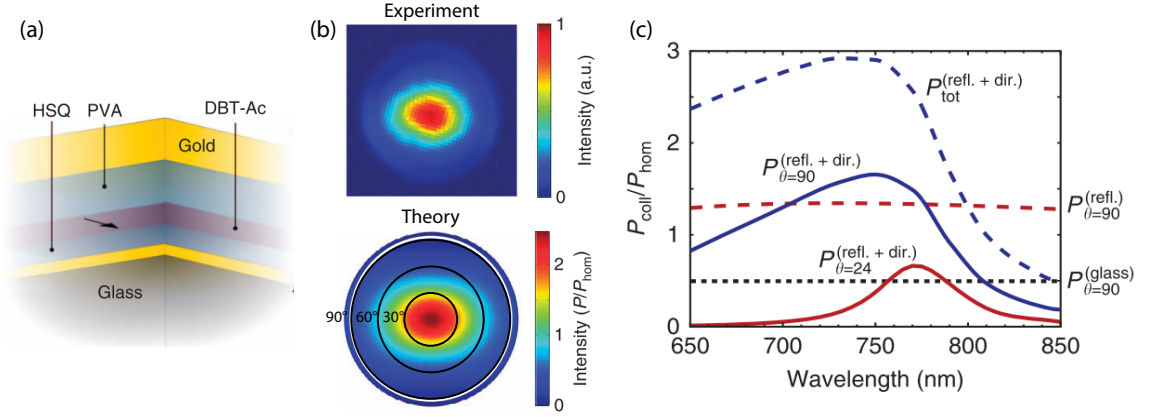 (a)
HSQ PVA DBT-Ac
Gold
Glass
(b)
Experiment
1
Intensity (a.u.)
0
Theory
90° 60° 30°
2
1
0
Intensity (P/P_hom)
(c)
3
2
1
0
P_coll/P_hom
P_tot^(refl. + dir.)
P_θ=90^(refl. + dir.)
P_θ=90^(refl.)
P_θ=24^(refl. + dir.)
P_θ=90^(glass)
650 700 750 800 850
Wavelength (nm)